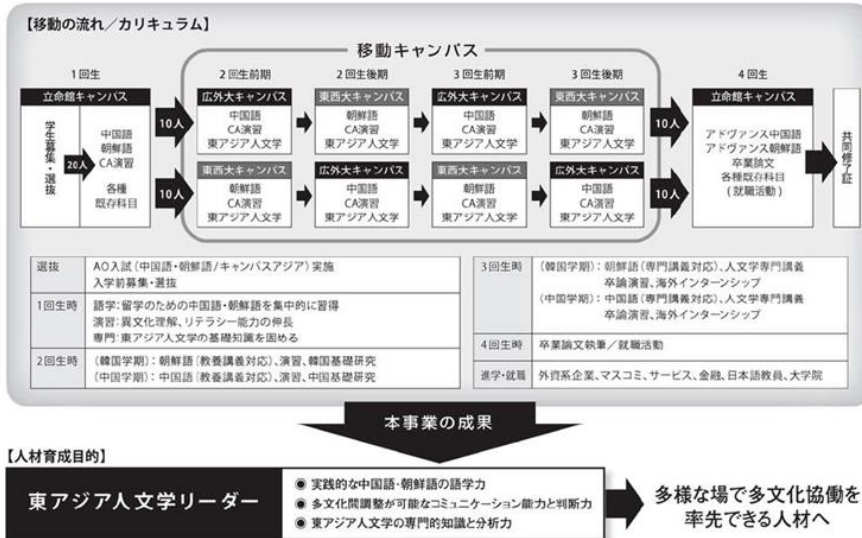 【移動の流れ／カリキュラム】
移動キャンパス
1回生
2回生前期
2回生後期
3回生前期
3回生後期
4回生
立命館キャンパス
学生募集・選抜
20人
中国語
朝鮮語
CA演習
各種
既存科目
10人
広外大キャンパス
中国語
CA演習
東アジア人文学
東西大キャンパス
朝鮮語
CA演習
東アジア人文学
広外大キャンパス
中国語
CA演習
東アジア人文学
東西大キャンパス
朝鮮語
CA演習
東アジア人文学
10人
10人
東西大キャンパス
朝鮮語
CA演習
東アジア人文学
広外大キャンパス
中国語
CA演習
東アジア人文学
東西大キャンパス
朝鮮語
CA演習
東アジア人文学
広外大キャンパス
中国語
CA演習
東アジア人文学
10人
立命館キャンパス
アドヴァンス中国語
アドヴァンス朝鮮語
卒業論文
各種既存科目
(就職活動)
共同修了証
選抜
AO入試(中国語・朝鮮語/キャンパスアジア)実施
入学前募集・選抜
1回生時
語学：留学のための中国語・朝鮮語を集中的に習得
演習：異文化理解、リテラシー能力の伸長
専門：東アジア人文学の基礎知識を固める
2回生時
(韓国学期)：朝鮮語(教養講義対応)、演習、韓国基礎研究
(中国学期)：中国語(教養講義対応)、演習、中国基礎研究
3回生時
(韓国学期)：朝鮮語(専門講義対応)、人文学専門講義
卒論演習、海外インターンシップ
(中国学期)：中国語(専門講義対応)、人文学専門講義
卒論演習、海外インターンシップ
4回生時
卒業論文執筆／就職活動
進学・就職
外資系企業、マスコミ、サービス、金融、日本語教員、大学院
本事業の成果
【人材育成目的】
東アジア人文学リーダー
◉ 実践的な中国語・朝鮮語の語学力
◉ 多文化間調整が可能なコミュニケーション能力と判断力
◉ 東アジア人文学の専門的知識と分析力
多様な場で多文化協働を
率先できる人材へ